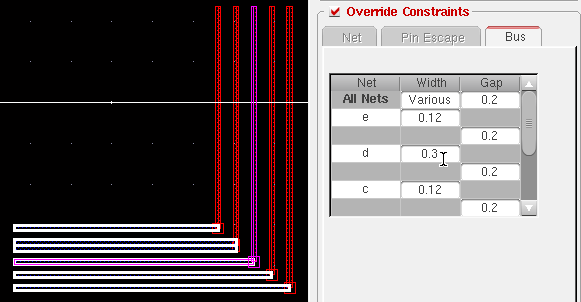 Override Constraints
Net Pin Escape Bus
Net Width Gap
All Nets Various 0.2
e 0.12
0.2
d 0.3
0.2
c 0.12
0.2